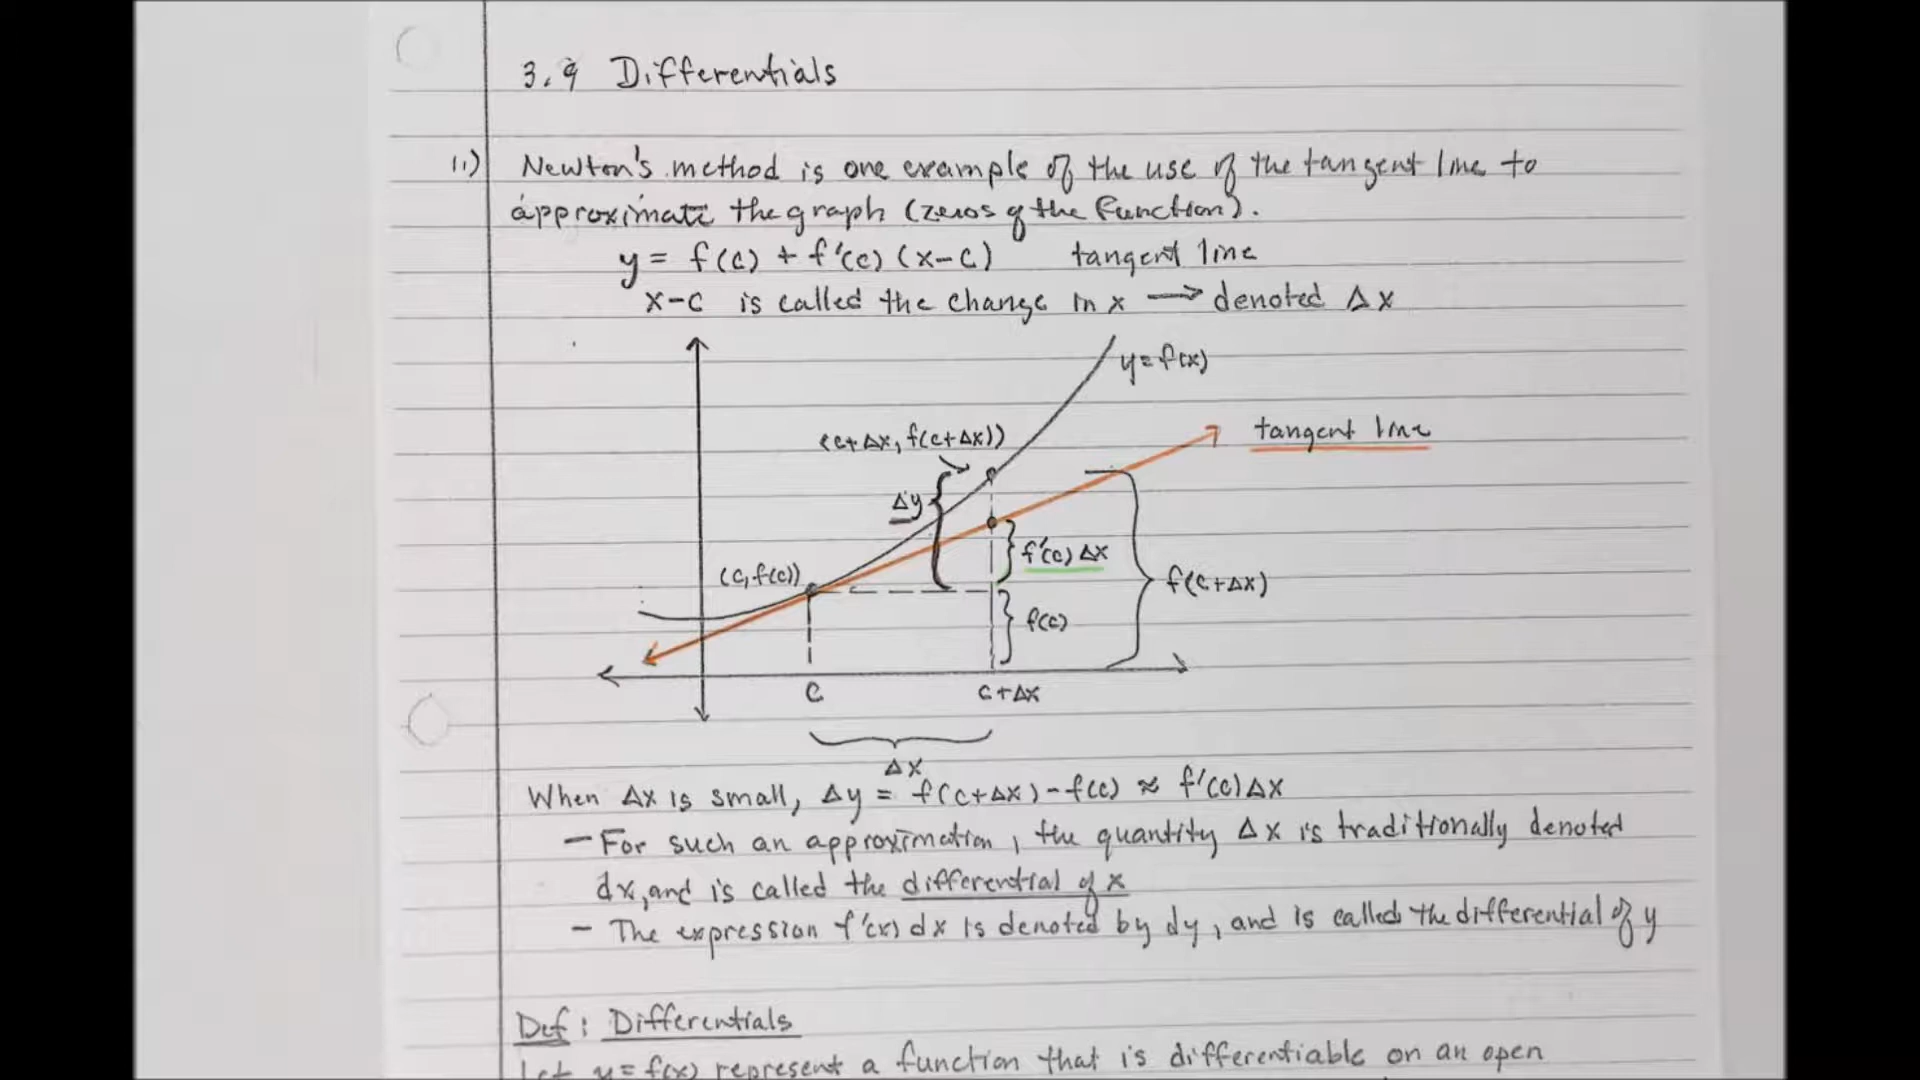 3.9 Differentials
11) Newton's method is one example of the use of the tangent line to
approximate the graph (zeros of the function).
y = f(c) + f'(c) (x-c) tangent line
x-c is called the change in x → denoted Δx
y=f(x)
(c+Δx, f(c+Δx))
tangent line
Δy
f'(c) Δx
(c, f(c))
f(c+Δx)
f(c)
c
c+Δx
Δx
When Δx is small, Δy = f(c+Δx)-f(c) ≈ f'(c)Δx
- For such an approximation, the quantity Δx is traditionally denoted
dx, and is called the differential of x
- The expression f'(x) dx is denoted by dy, and is called the differential of y
Def: Differentials
Let y=f(x) represent a function that is differentiable on an open